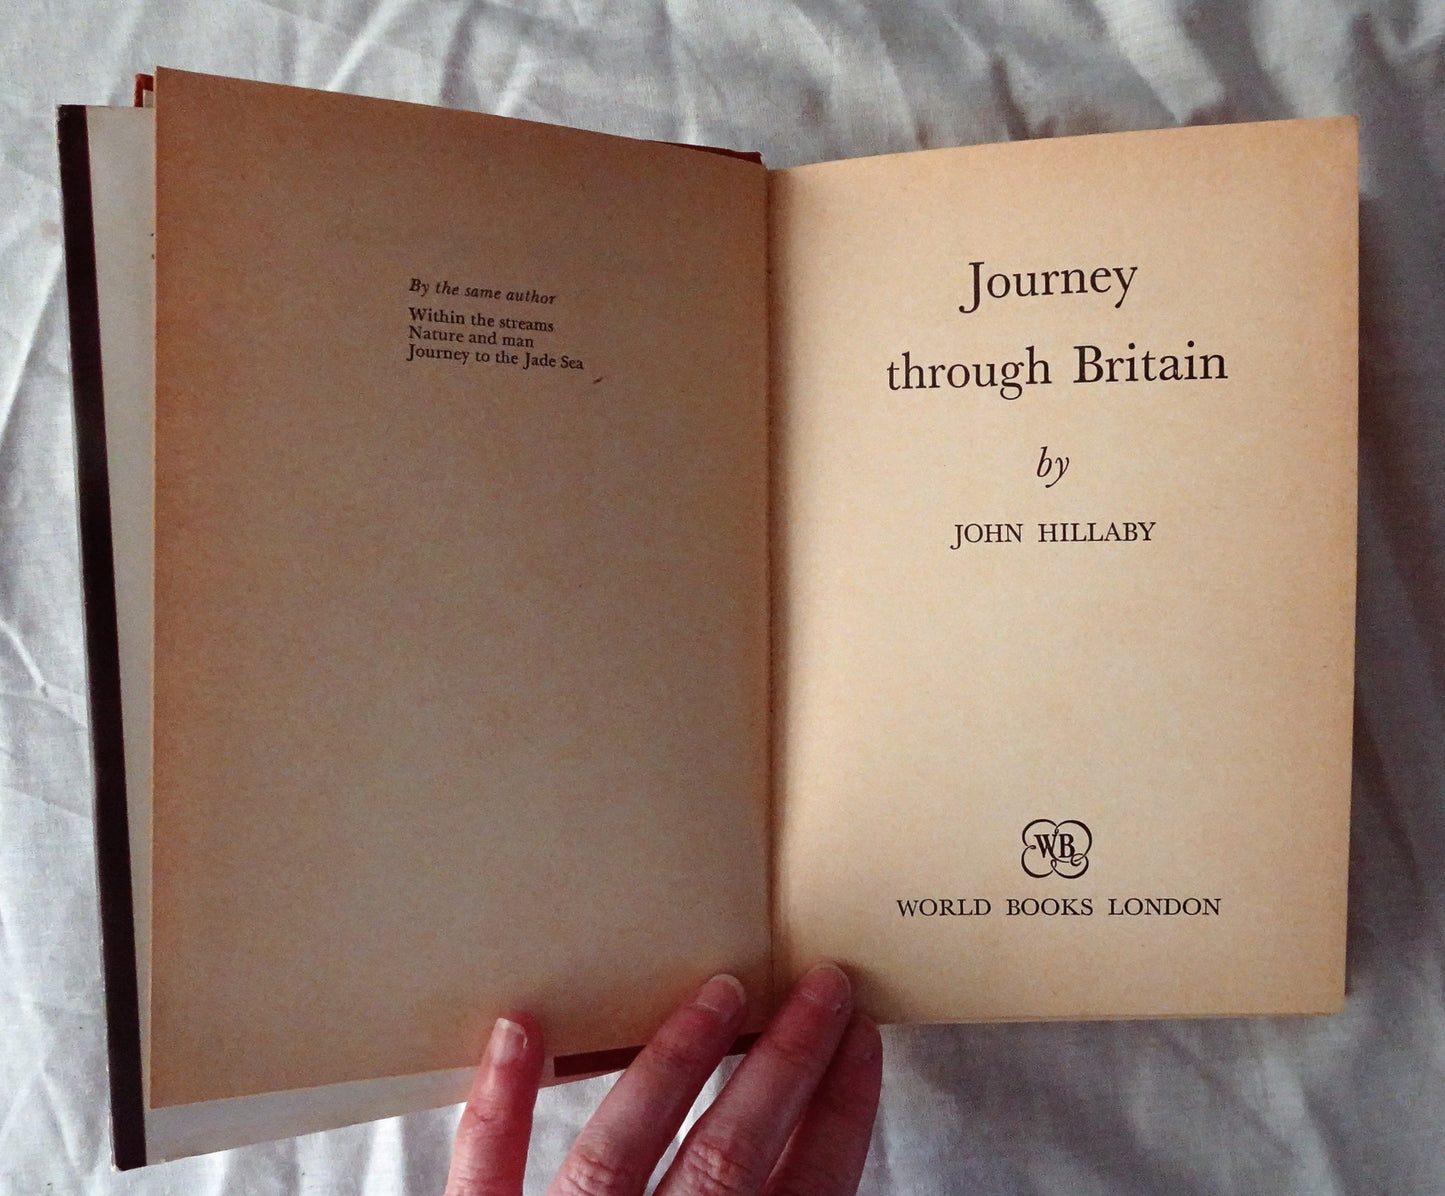 By the same author
Within the streams
Nature and man
Journey to the Jade Sea
Journey
through Britain
by
JOHN HILLABY
WB
WORLD BOOKS LONDON